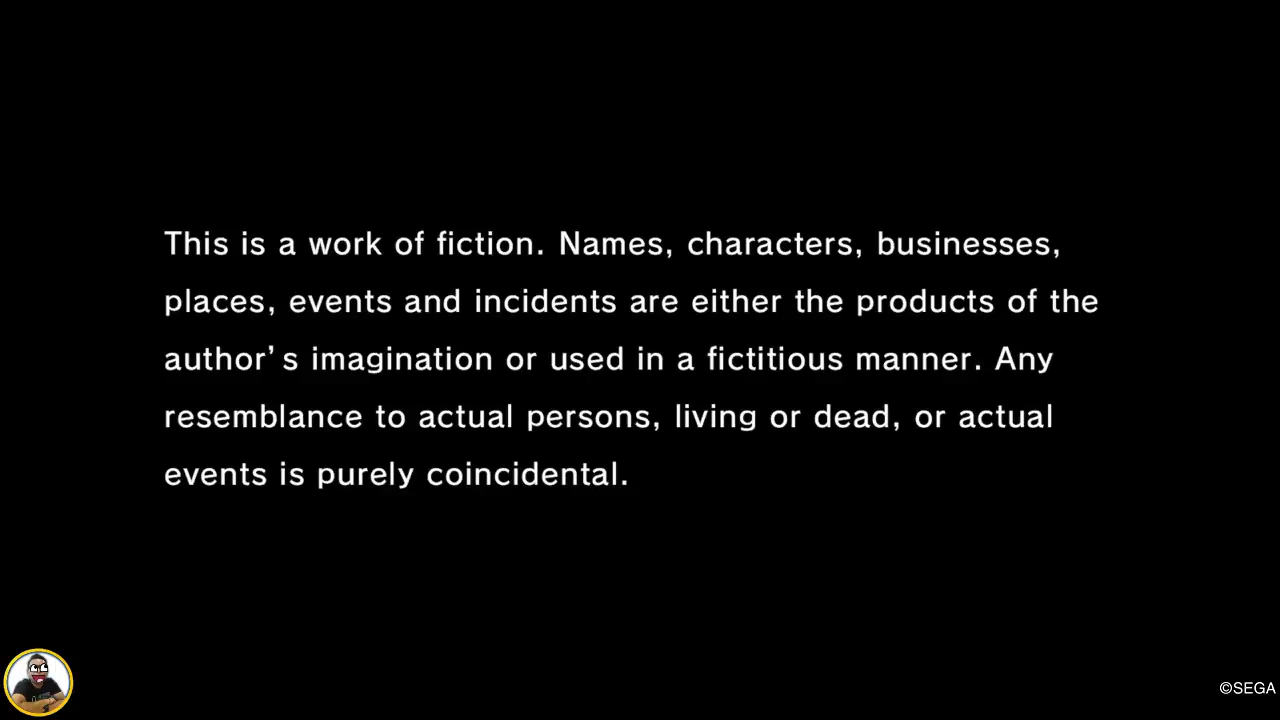 This is a work of fiction. Names, characters, businesses,
places, events and incidents are either the products of the
author’s imagination or used in a fictitious manner. Any
resemblance to actual persons, living or dead, or actual
events is purely coincidental.
©SEGA